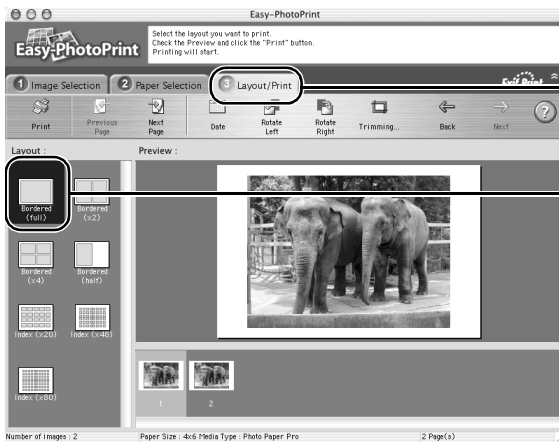 Easy-PhotoPrint
Select the layout you want to print.
Check the Preview and click the "Print" button.
Printing will start.
Easy-PhotoPrint
1 Image Selection
2 Paper Selection
3 Layout/Print
Exif Print
Print
Previous
Page
Next
Page
Date
Rotate
Left
Rotate
Right
Trimming...
Back
Next
?
Layout :
Preview :
Bordered
(full)
Bordered
(x2)
Bordered
(x4)
Bordered
(half)
Index (x20)
Index (x48)
Index (x80)
1
2
Number of images : 2
Paper Size : 4x6 Media Type : Photo Paper Pro
2 Page(s)